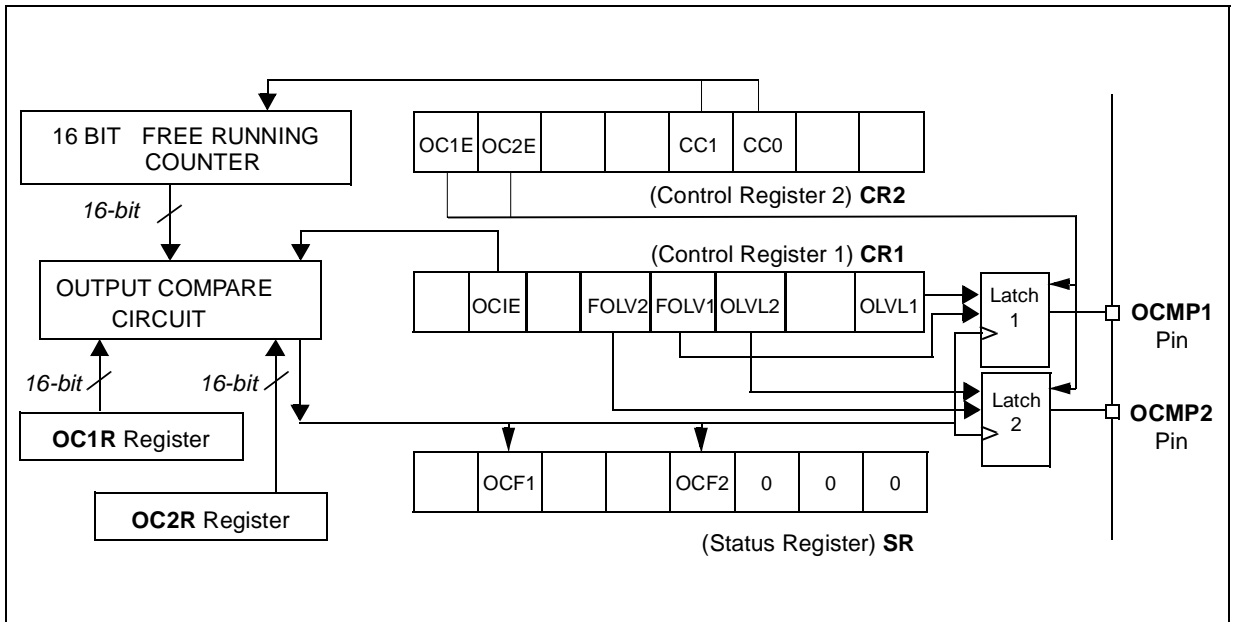 16 BIT FREE RUNNING
COUNTER
16-bit
OUTPUT COMPARE
CIRCUIT
16-bit
16-bit
OC1R Register
OC2R Register
OC1E OC2E CC1 CC0
(Control Register 2) CR2
(Control Register 1) CR1
OCIE FOLV2 FOLV1 OLVL2 OLVL1
OCF1 OCF2 0 0 0
(Status Register) SR
Latch
1
Latch
2
OCMP1
Pin
OCMP2
Pin